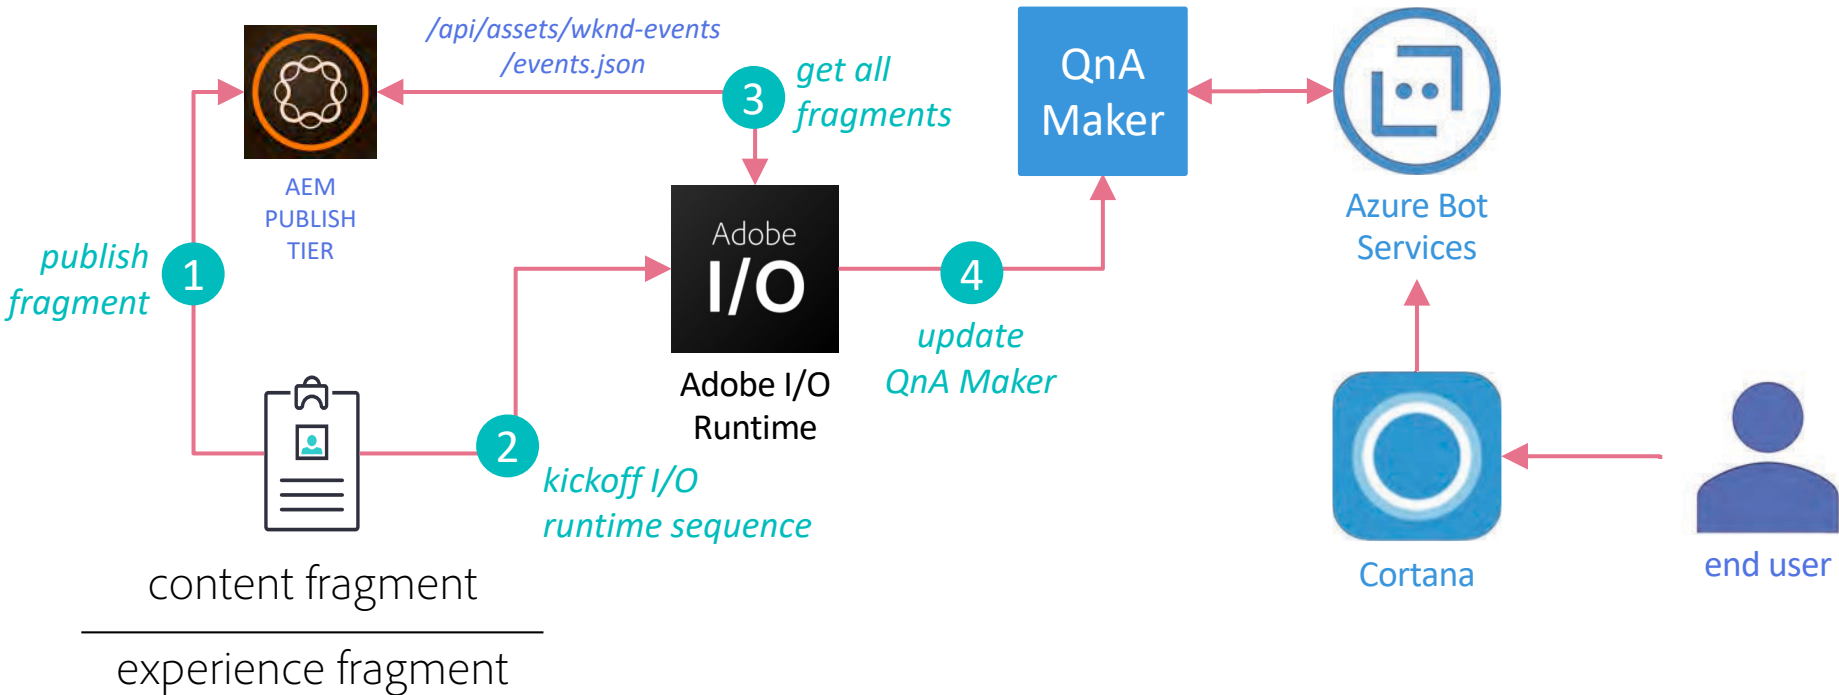 /api/assets/wknd-events
/events.json
3
get all
fragments
QnA
Maker
AEM
PUBLISH
TIER
publish
fragment
1
Adobe
I/O
4
update
QnA Maker
Azure Bot
Services
Adobe I/O
Runtime
2
kickoff I/O
runtime sequence
Cortana
end user
content fragment
experience fragment